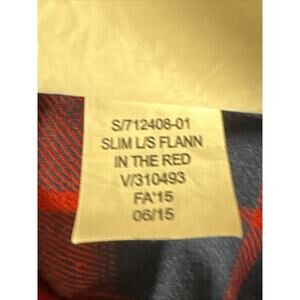 S/712408-01
SLIM L/S FLANN
IN THE RED
V/310493
FA'15
06/15